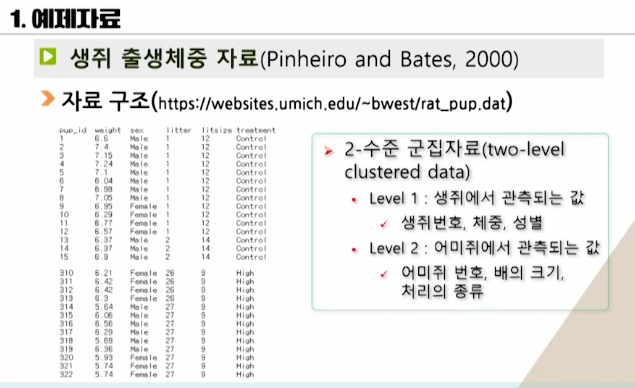 1. 예제자료
생쥐 출생체중 자료(Pinheiro and Bates, 2000)
자료 구조(https://websites.umich.edu/~bwest/rat_pup.dat)
pup_id weight sex litter litsize treatment
1 6.6 Male 1 12 Control
2 7.4 Male 1 12 Control
3 7.15 Male 1 12 Control
4 7.24 Male 1 12 Control
5 7.1 Male 1 12 Control
6 6.04 Male 1 12 Control
7 6.98 Male 1 12 Control
8 7.05 Male 1 12 Control
9 6.95 Female 1 12 Control
10 6.29 Female 1 12 Control
11 6.77 Female 1 12 Control
12 6.57 Female 1 12 Control
13 6.37 Male 2 14 Control
14 6.37 Male 2 14 Control
15 6.9 Male 2 14 Control
310 6.21 Female 26 9 High
311 6.42 Female 26 9 High
312 6.42 Female 26 9 High
313 6.3 Female 26 9 High
314 5.64 Male 27 9 High
315 6.06 Male 27 9 High
316 6.56 Male 27 9 High
317 6.29 Male 27 9 High
318 5.69 Male 27 9 High
319 6.36 Male 27 9 High
320 5.93 Female 27 9 High
321 5.74 Female 27 9 High
322 5.74 Female 27 9 High
2-수준 군집자료(two-level
clustered data)
Level 1 : 생쥐에서 관측되는 값
생쥐번호, 체중, 성별
Level 2 : 어미쥐에서 관측되는 값
어미쥐 번호, 배의 크기,
처리의 종류